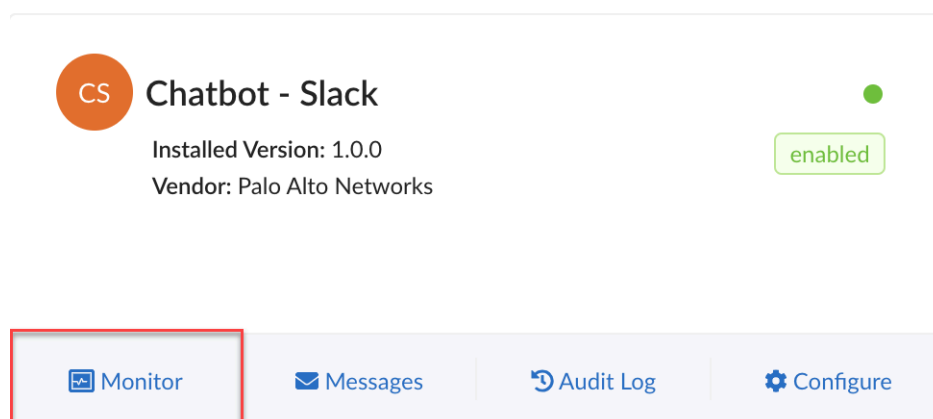 CS
Chatbot - Slack
Installed Version: 1.0.0
enabled
Vendor: Palo Alto Networks
Monitor
Messages
Audit Log
Configure